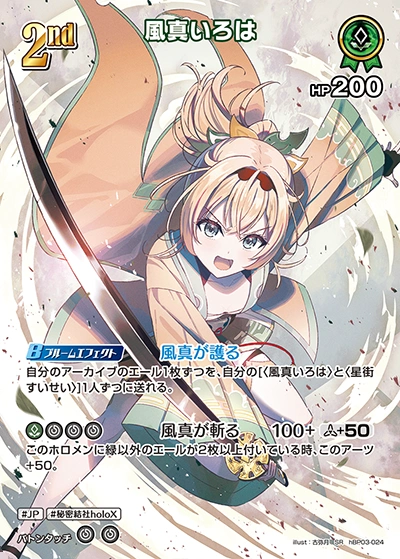 2nd
風真いろは
HP200
Bブルームエフェクト 風真が護る
自分のアーカイブのエール1枚ずつを、自分の[〈風真いろは〉と〈星街
すいせい〉]1人ずつに送れる。
風真が斬る 100+ +50
このホロメンに緑以外のエールが2枚以上付いている時、このアーツ
+50。
#JP #秘密結社holoX
バトンタッチ
illust:古弥月 SR hBP03-024